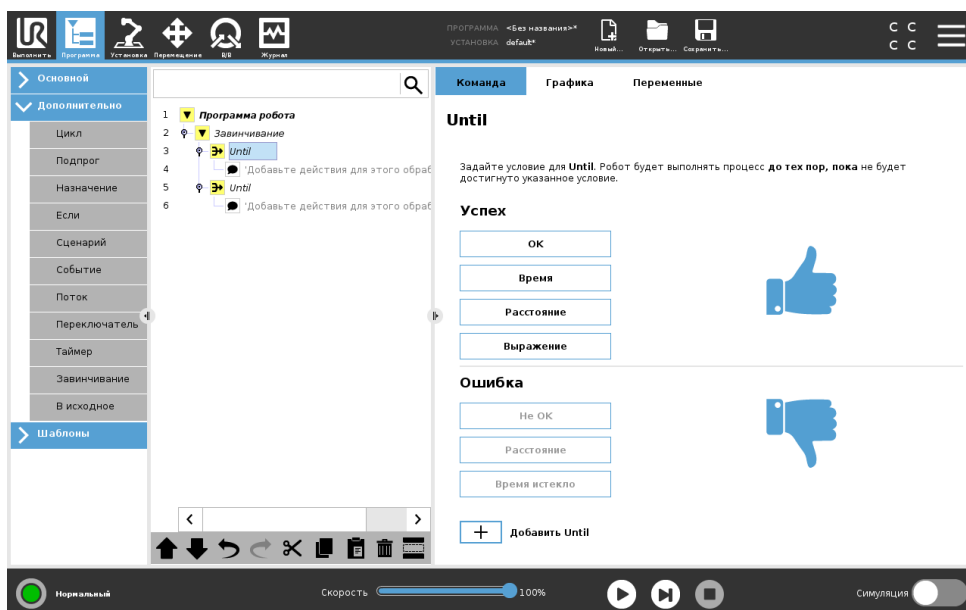 ПРОГРАММА <Без названия>*
УСТАНОВКА default*
C C
C C
Выполнить Программа Установка Перемещение В/В Журнал
Новый... Открыть... Сохранить...
Основной
Дополнительно
Цикл
Подпрог
Назначение
Если
Сценарий
Событие
Поток
Переключатель
Таймер
Завинчивание
В исходное
Шаблоны
1 Программа робота
2 Завинчивание
3 Until
4 'Добавьте действия для этого обраб
5 Until
6 'Добавьте действия для этого обраб
Команда Графика Переменные
Until
Задайте условие для Until. Робот будет выполнять процесс до тех пор, пока не будет
достигнуто указанное условие.
Успех
OK
Время
Расстояние
Выражение
Ошибка
Не OK
Расстояние
Время истекло
Добавить Until
Нормальный
Скорость 100%
Симуляция